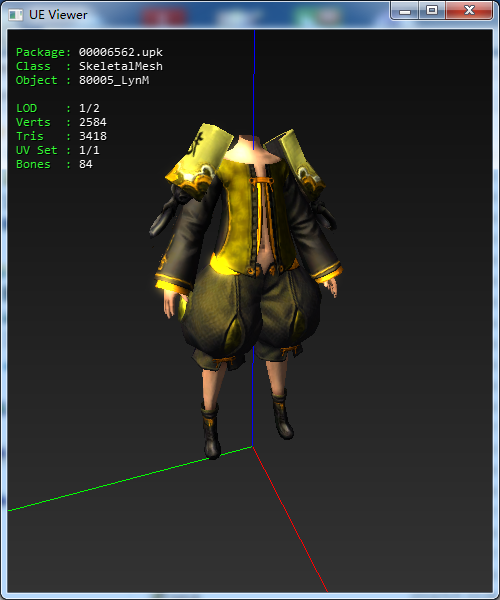 UE Viewer
Package: 00006562.upk
Class : SkeletalMesh
Object : 80005_LynM
LOD : 1/2
Verts : 2584
Tris : 3418
UV Set : 1/1
Bones : 84